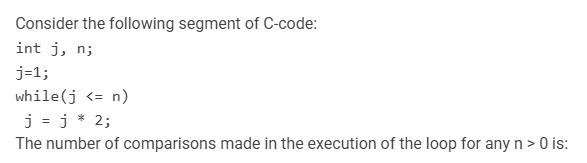 Consider the following segment of C-code:
int j, n;
j=1;
while(j <= n)
 j = j * 2;
The number of comparisons made in the execution of the loop for any n > 0 is: